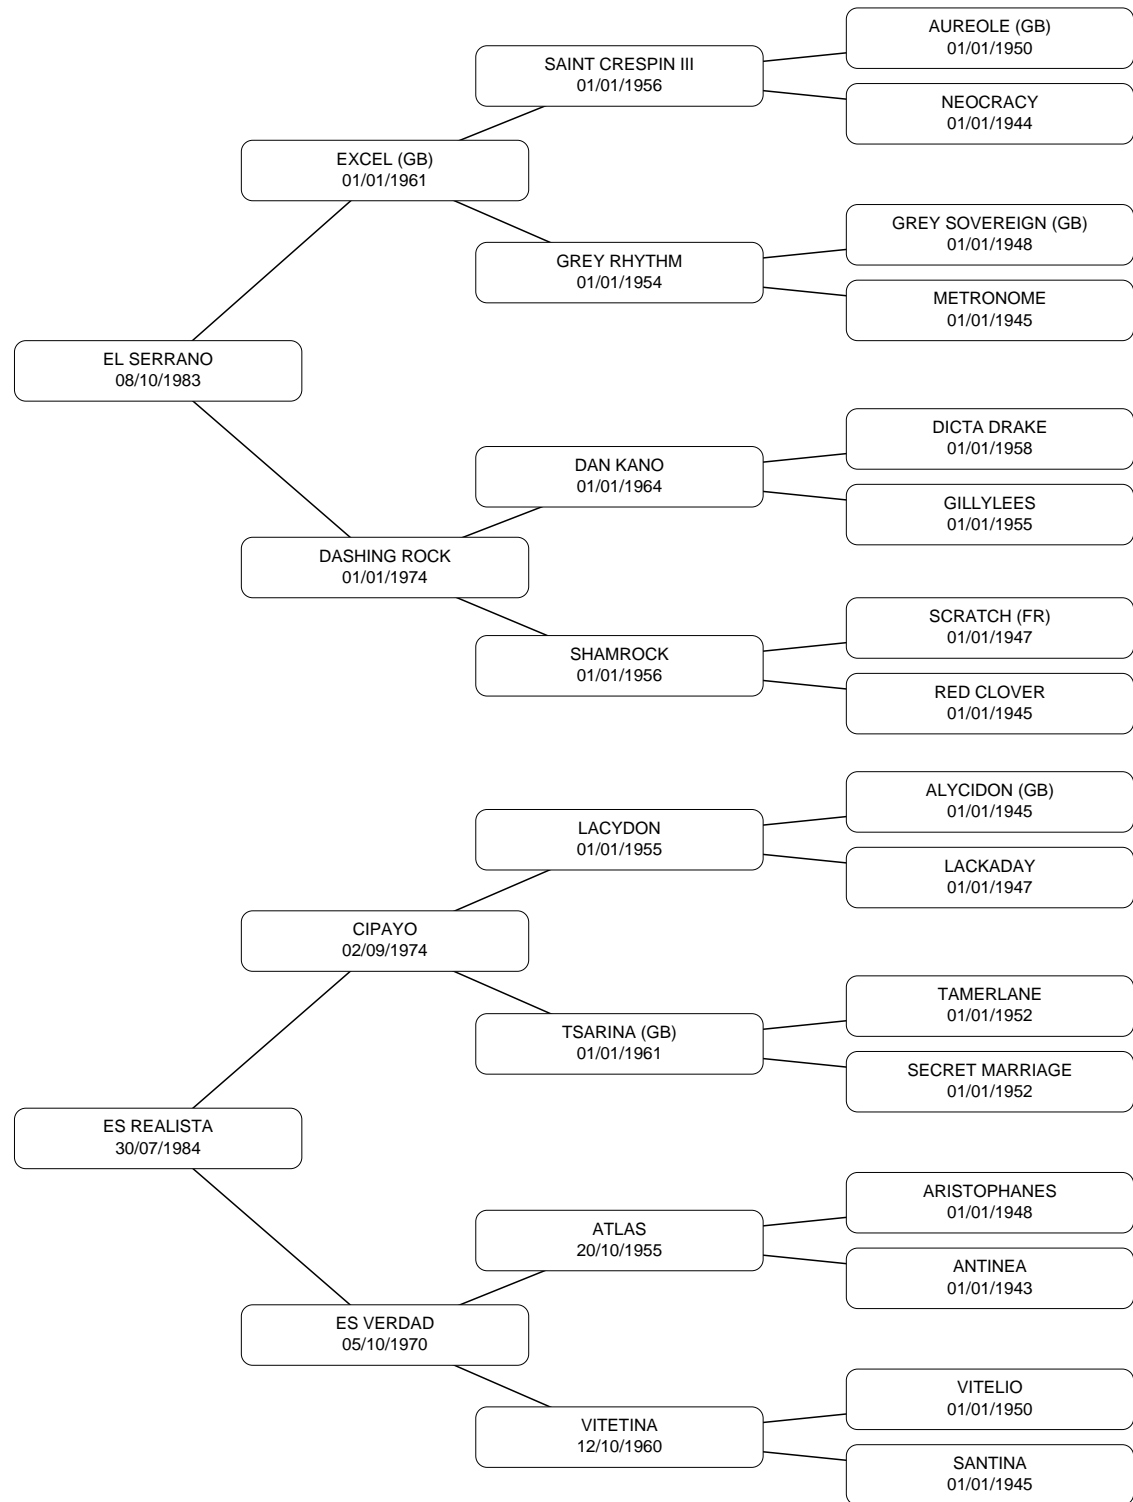 AUREOLE (GB)
01/01/1950
SAINT CRESPIN III
01/01/1956
NEOCRACY
01/01/1944
EXCEL (GB)
01/01/1961
GREY SOVEREIGN (GB)
01/01/1948
GREY RHYTHM
01/01/1954
METRONOME
01/01/1945
EL SERRANO
08/10/1983
DICTA DRAKE
01/01/1958
DAN KANO
01/01/1964
GILLYLEES
01/01/1955
DASHING ROCK
01/01/1974
SCRATCH (FR)
01/01/1947
SHAMROCK
01/01/1956
RED CLOVER
01/01/1945
ALYCIDON (GB)
01/01/1945
LACYDON
01/01/1955
LACKADAY
01/01/1947
CIPAYO
02/09/1974
TAMERLANE
01/01/1952
TSARINA (GB)
01/01/1961
SECRET MARRIAGE
01/01/1952
ES REALISTA
30/07/1984
ARISTOPHANES
01/01/1948
ATLAS
20/10/1955
ANTINEA
01/01/1943
ES VERDAD
05/10/1970
VITELIO
01/01/1950
VITETINA
12/10/1960
SANTINA
01/01/1945